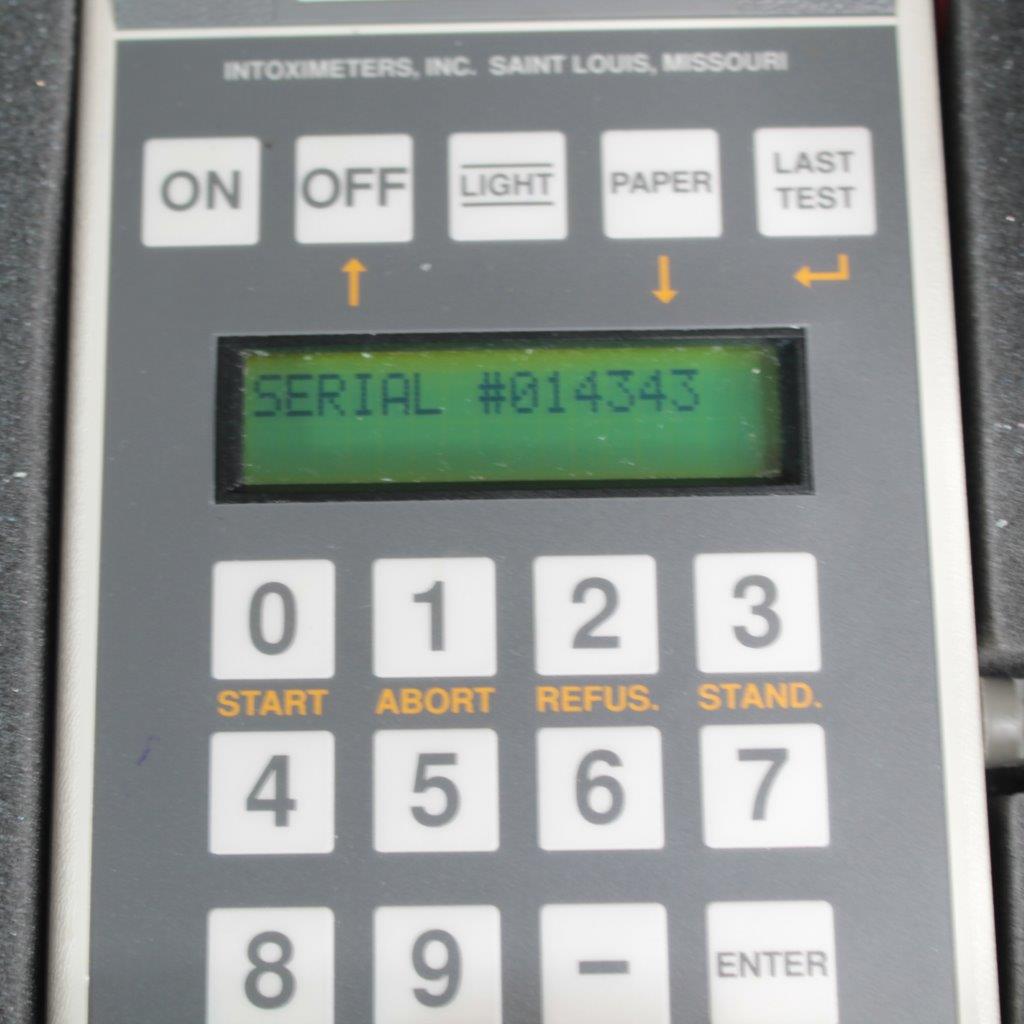 INTOXIMETERS, INC. SAINT LOUIS, MISSOURI
ON OFF LIGHT PAPER LAST TEST
SERIAL #014343
0 1 2 3
START ABORT REFUS. STAND.
4 5 6 7
8 9 - ENTER